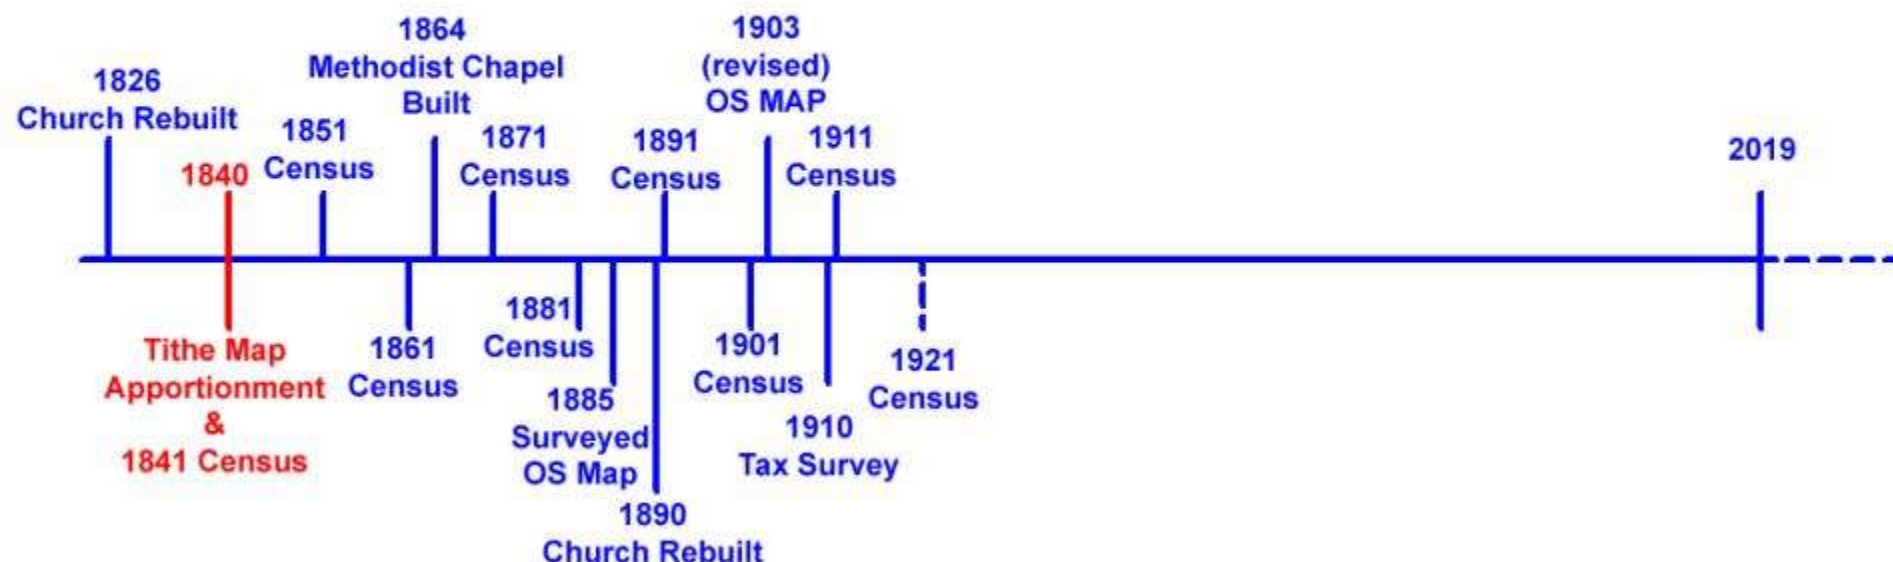 1826
Church Rebuilt
1840
Tithe Map
Apportionment
&
1841 Census
1851
Census
1861
Census
1864
Methodist Chapel
Built
1871
Census
1881
Census
1885
Surveyed
OS Map
1890
Church Rebuilt
1891
Census
1901
Census
1903
(revised)
OS MAP
1910
Tax Survey
1911
Census
1921
Census
2019